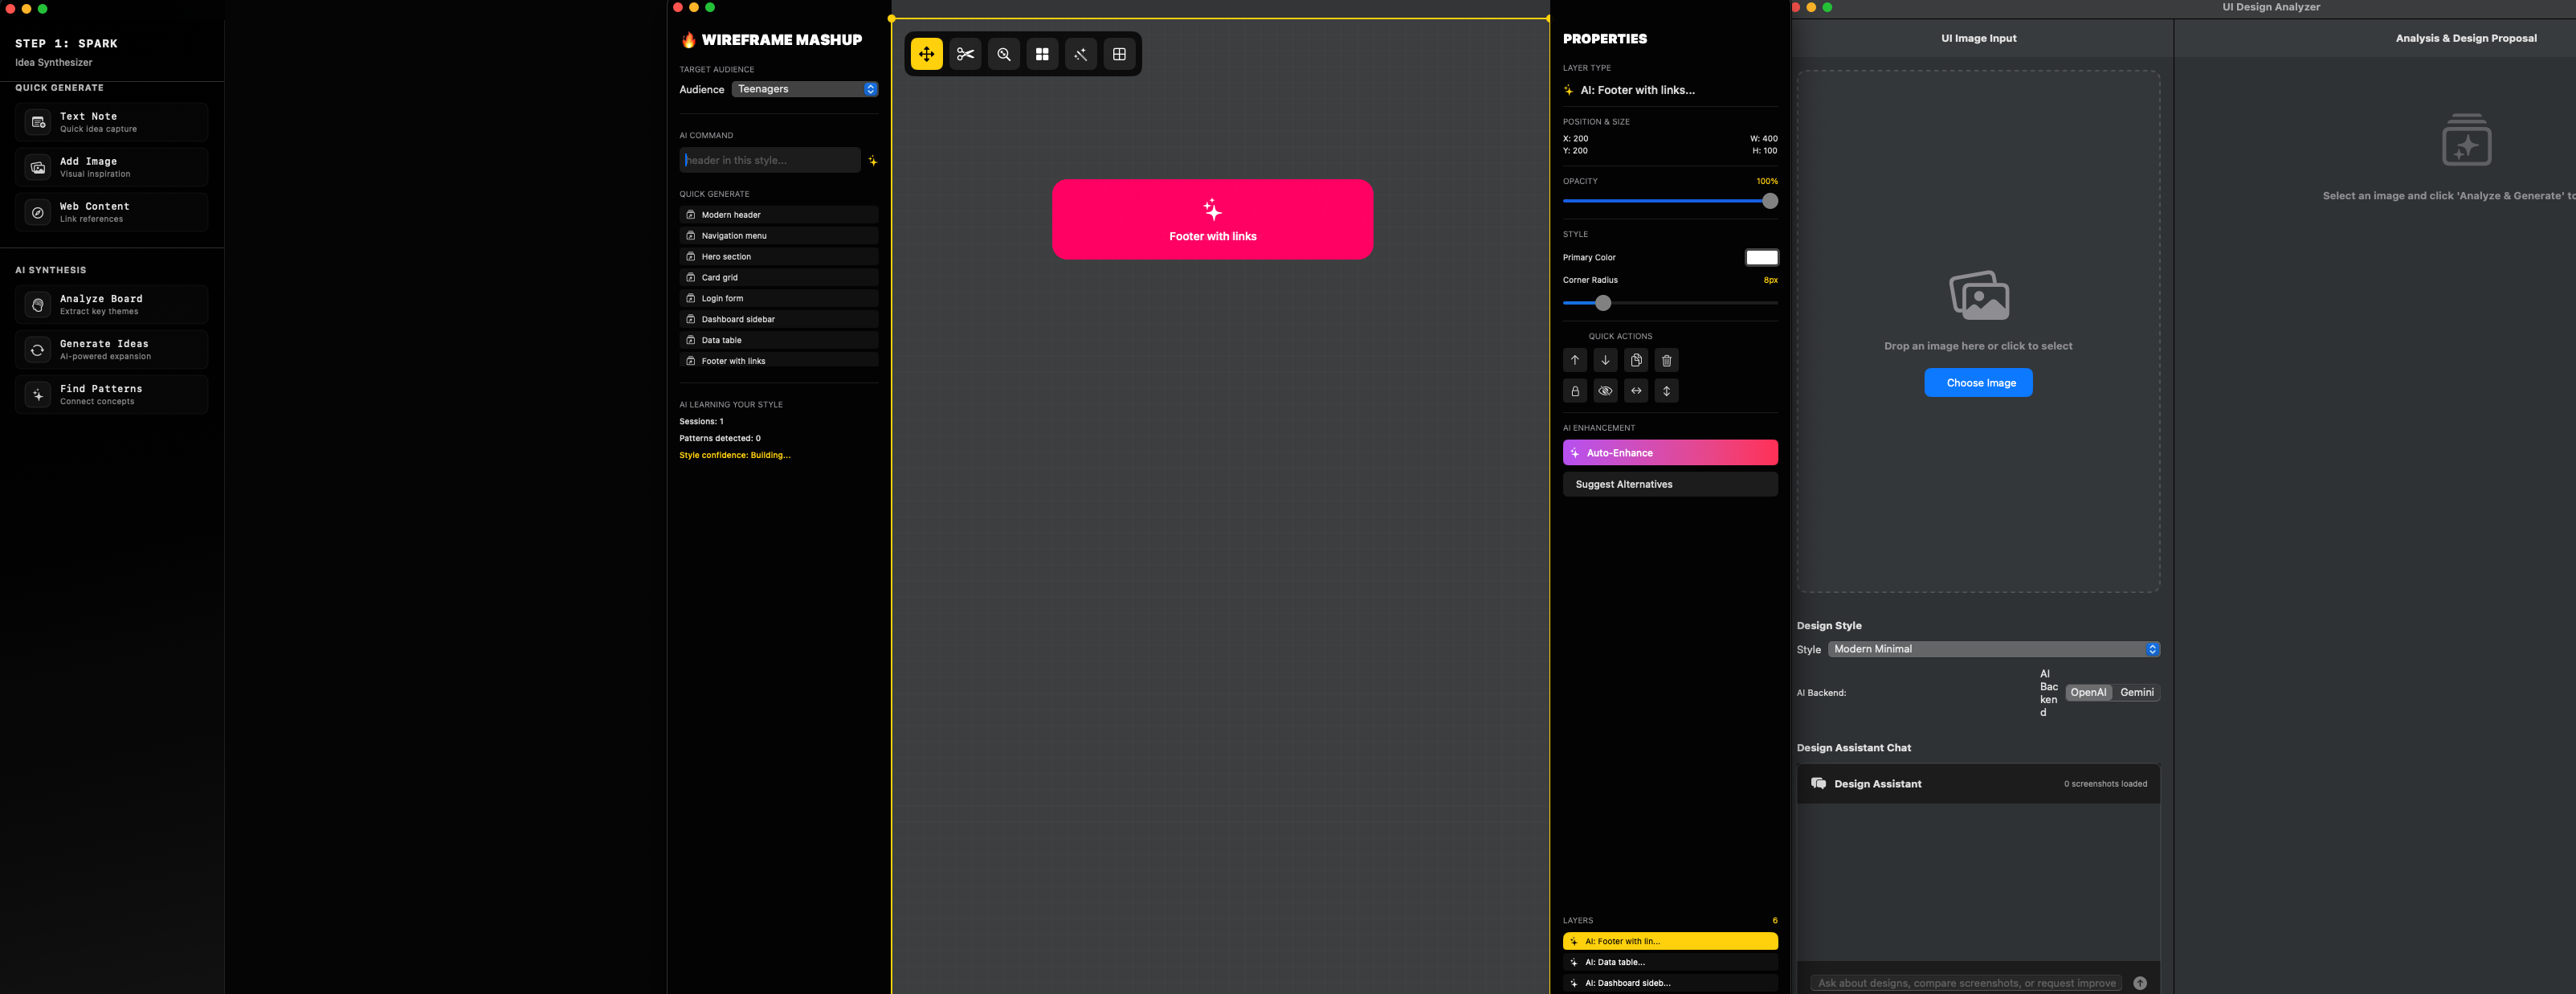 STEP 1: SPARK
Idea Synthesizer
QUICK GENERATE
Text Note
Quick idea capture
Add Image
Visual inspiration
Web Content
Link references
AI SYNTHESIS
Analyze Board
Extract key themes
Generate Ideas
AI-powered expansion
Find Patterns
Connect concepts
🔥 WIREFRAME MASHUP
TARGET AUDIENCE
Audience Teenagers
AI COMMAND
header in this style...
QUICK GENERATE
Modern header
Navigation menu
Hero section
Card grid
Login form
Dashboard sidebar
Data table
Footer with links
AI LEARNING YOUR STYLE
Sessions: 1
Patterns detected: 0
Style confidence: Building...
Footer with links
PROPERTIES
LAYER TYPE
AI: Footer with links...
POSITION & SIZE
X: 200 W: 400
Y: 200 H: 100
OPACITY 100%
STYLE
Primary Color
Corner Radius 8px
QUICK ACTIONS
AI ENHANCEMENT
Auto-Enhance
Suggest Alternatives
LAYERS 6
AI: Footer with lin...
AI: Data table...
AI: Dashboard sideb...
UI Design Analyzer
UI Image Input
Drop an image here or click to select
Choose Image
Design Style
Style Modern Minimal
AI Backend:
AI
Bac
ken
d
OpenAI Gemini
Design Assistant Chat
Design Assistant 0 screenshots loaded
Ask about designs, compare screenshots, or request improve
Analysis & Design Proposal
Select an image and click 'Analyze & Generate'